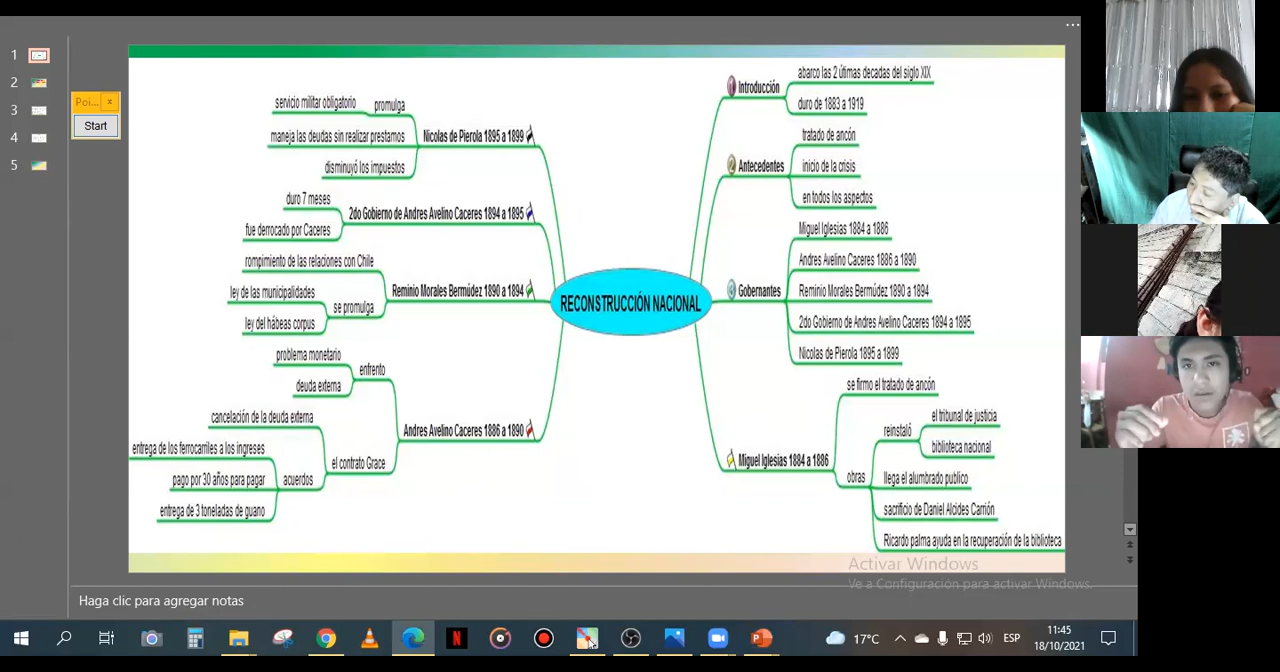 1
2
3
4
5
Poi... x
Start
RECONSTRUCCIÓN NACIONAL
Introducción
abarco las 2 útimas decadas del siglo XIX
duro de 1883 a 1919
Antecedentes
tratado de ancón
inicio de la crisis
en todos los aspectos
Gobernantes
Miguel Iglesias 1884 a 1886
Andres Avelino Caceres 1886 a 1890
Reminio Morales Bermúdez 1890 a 1894
2do Gobierno de Andres Avelino Caceres 1894 a 1895
Nicolas de Pierola 1895 a 1899
Miguel Iglesias 1884 a 1886
se firmo el tratado de ancón
obras
reinstaló
el tribunal de justicia
biblioteca nacional
llega el alumbrado publico
sacrificio de Daniel Alcides Carrión
Ricardo palma ayuda en la recuperación de la biblioteca
Nicolas de Pierola 1895 a 1899
promulga
servicio militar obligatorio
maneja las deudas sin realizar prestamos
disminuyó los impuestos
2do Gobierno de Andres Avelino Caceres 1894 a 1895
duro 7 meses
fue derrocado por Caceres
Reminio Morales Bermúdez 1890 a 1894
rompimiento de las relaciones con Chile
se promulga
ley de las municipalidades
ley del hábeas corpus
Andres Avelino Caceres 1886 a 1890
enfrento
problema monetario
deuda externa
el contrato Grace
cancelación de la deuda externa
acuerdos
entrega de los ferrocarriles a los ingreses
pago por 30 años para pagar
entrega de 3 toneladas de guano
Activar Windows
Ve a Configuración para activar Windows.
Haga clic para agregar notas
17°C
ESP
11:45
18/10/2021